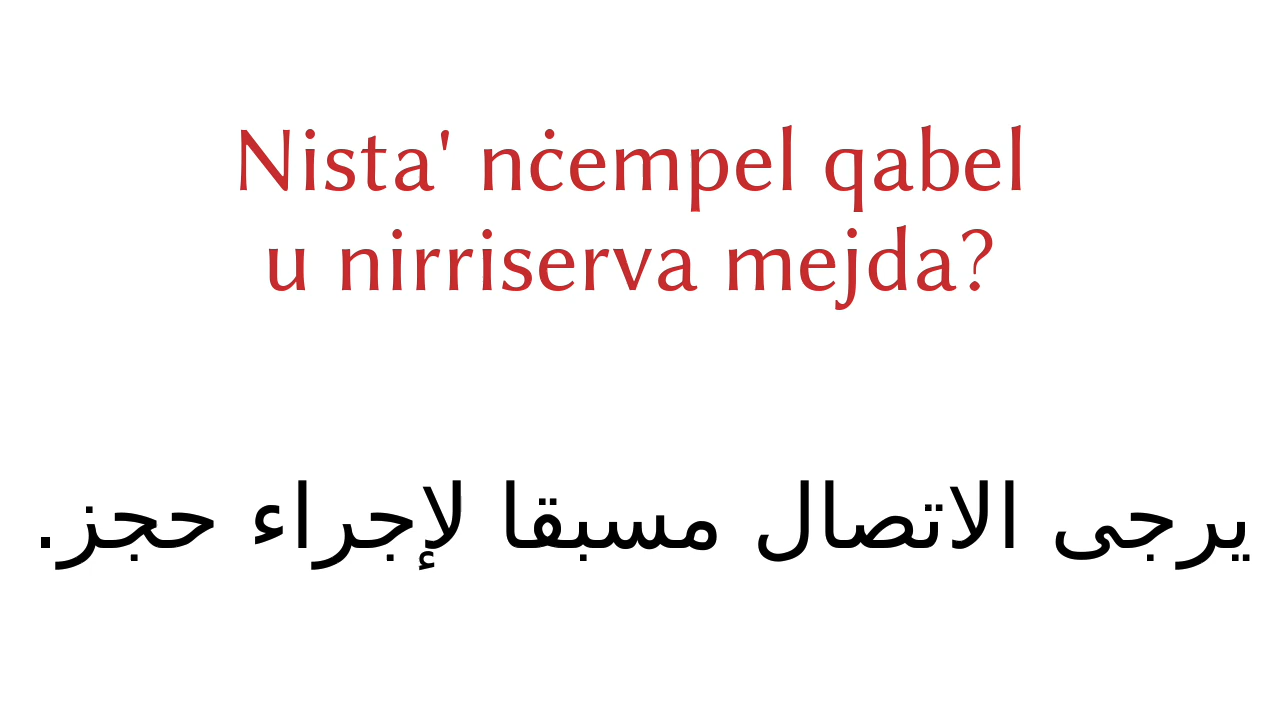 Nista' nċempel qabel
u nirriserva mejda?
يرجى الاتصال مسبقا لإجراء حجز.